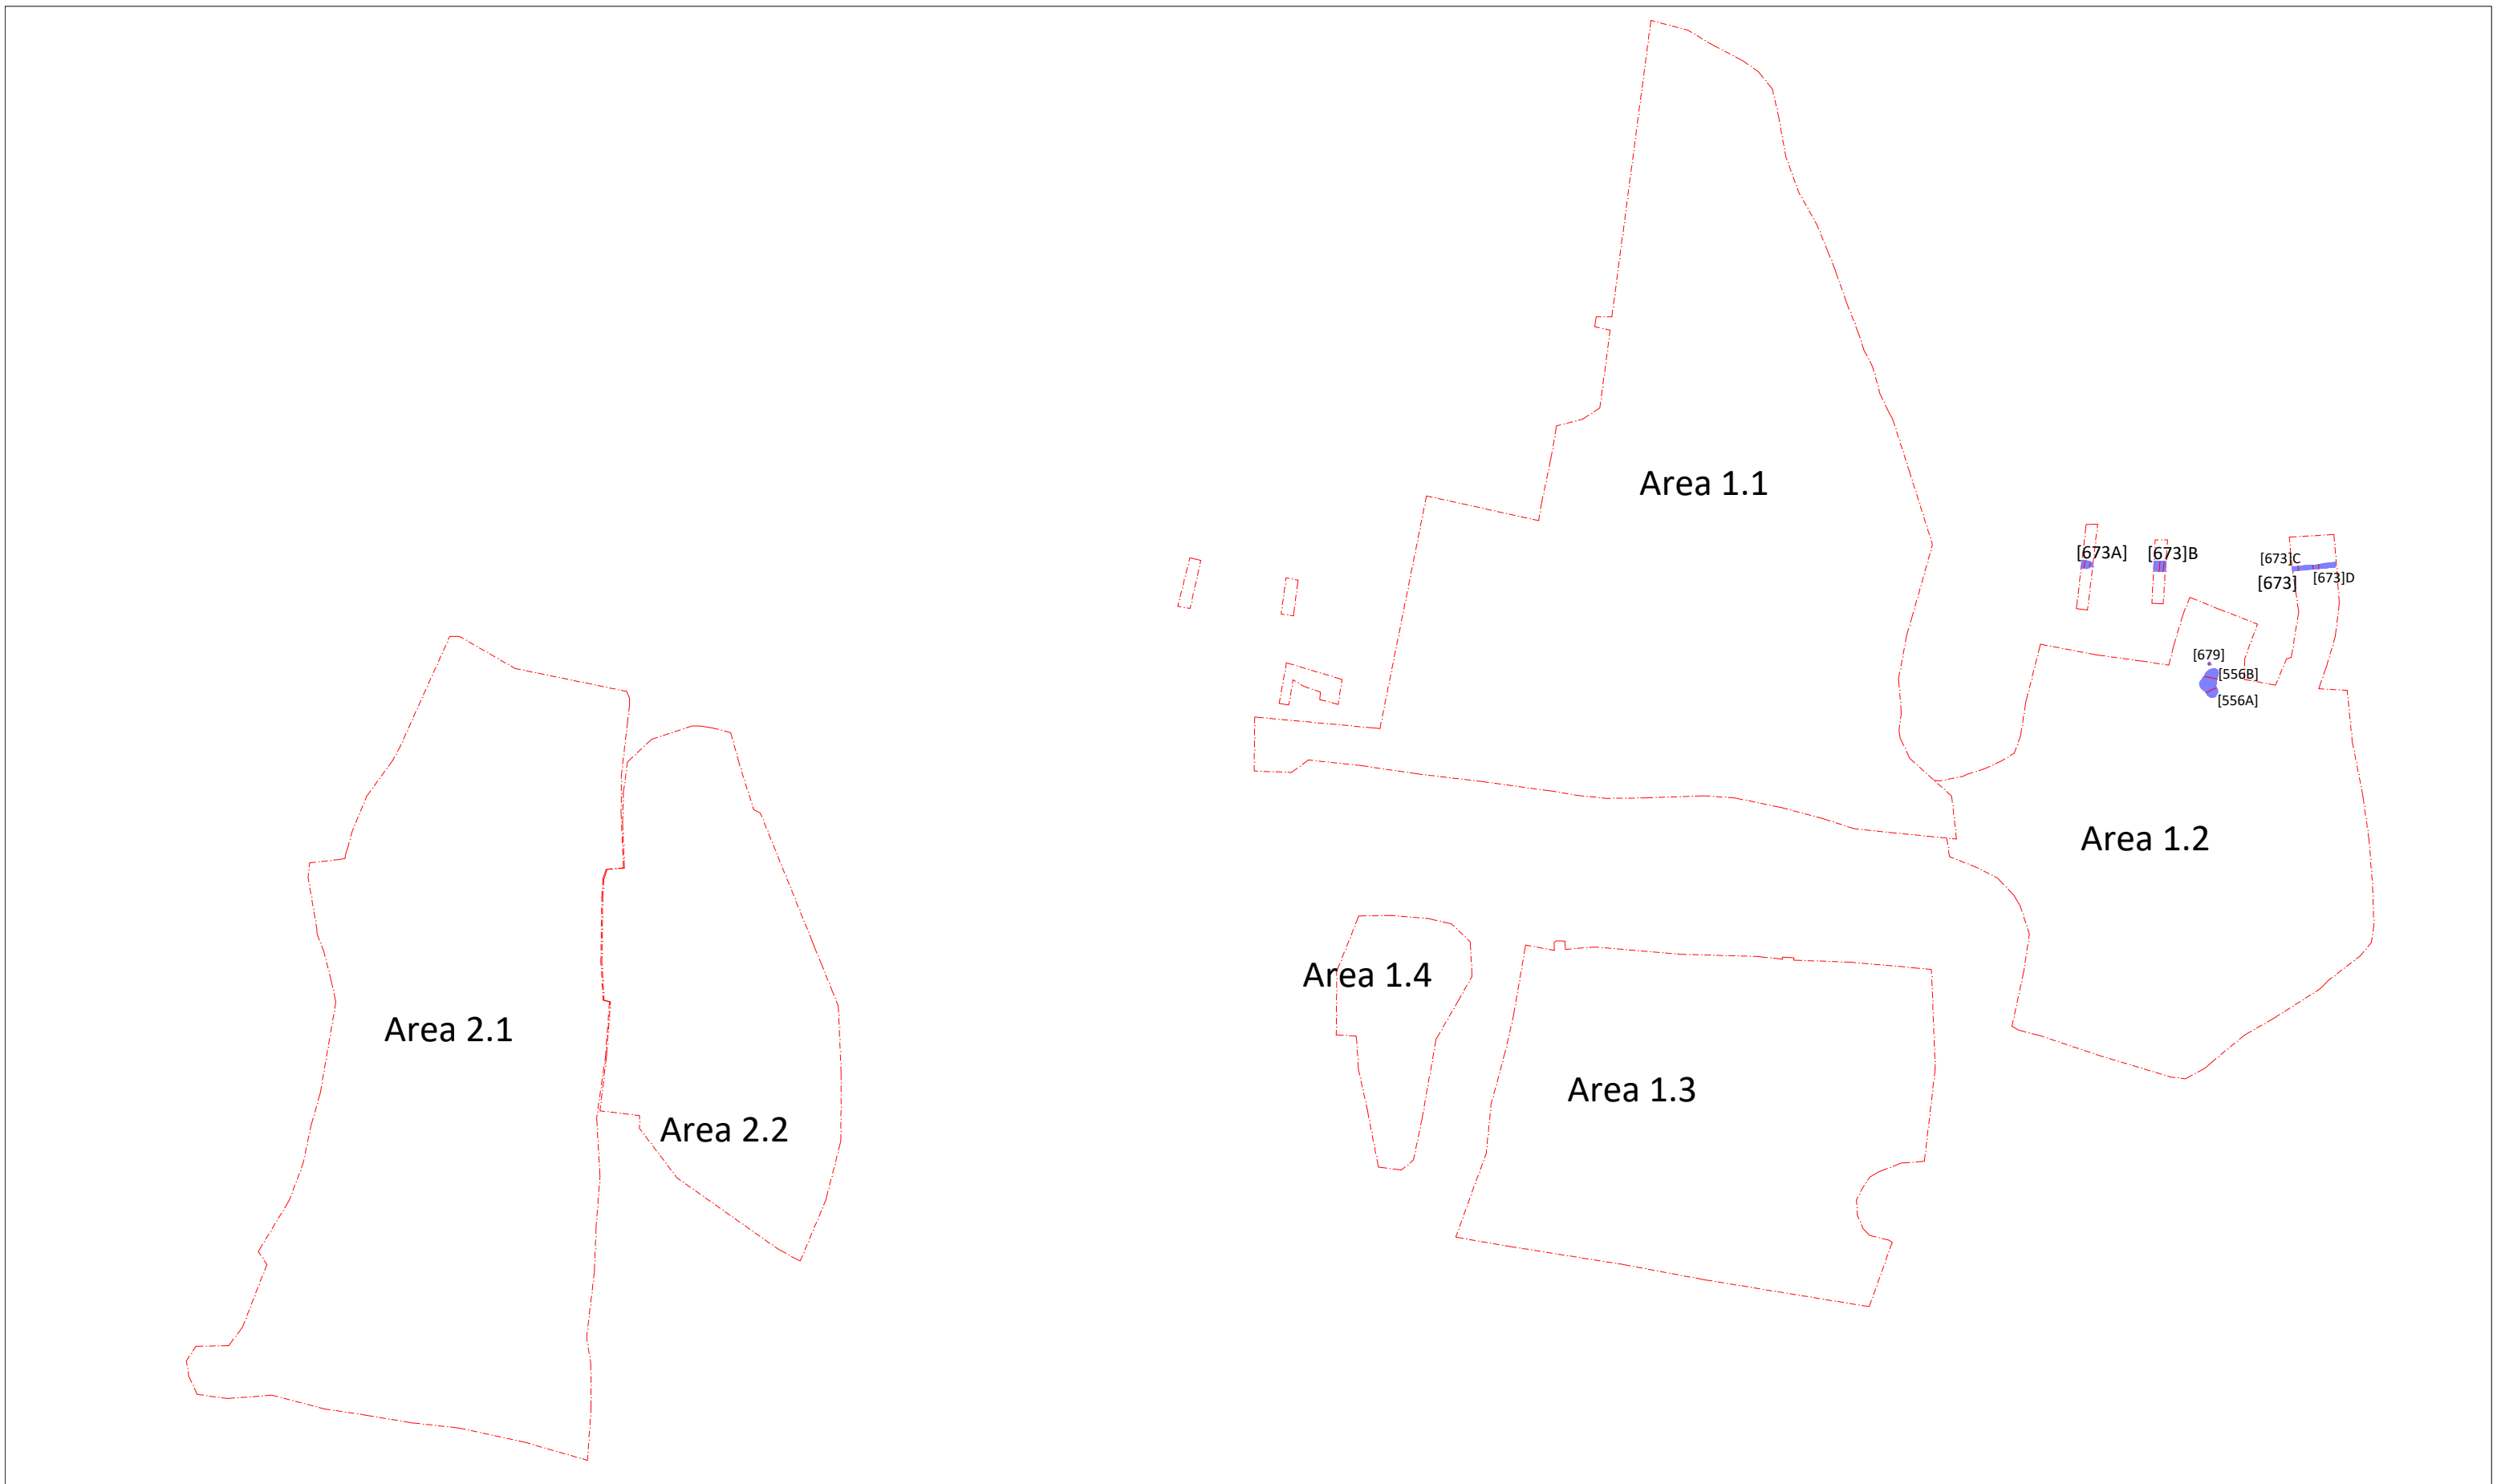 Area 1.1
[673A]
[673]B
[673]C
[673]
[673]D
[679]
[556B]
[556A]
Area 1.2
Area 1.4
Area 1.3
Area 2.1
Area 2.2